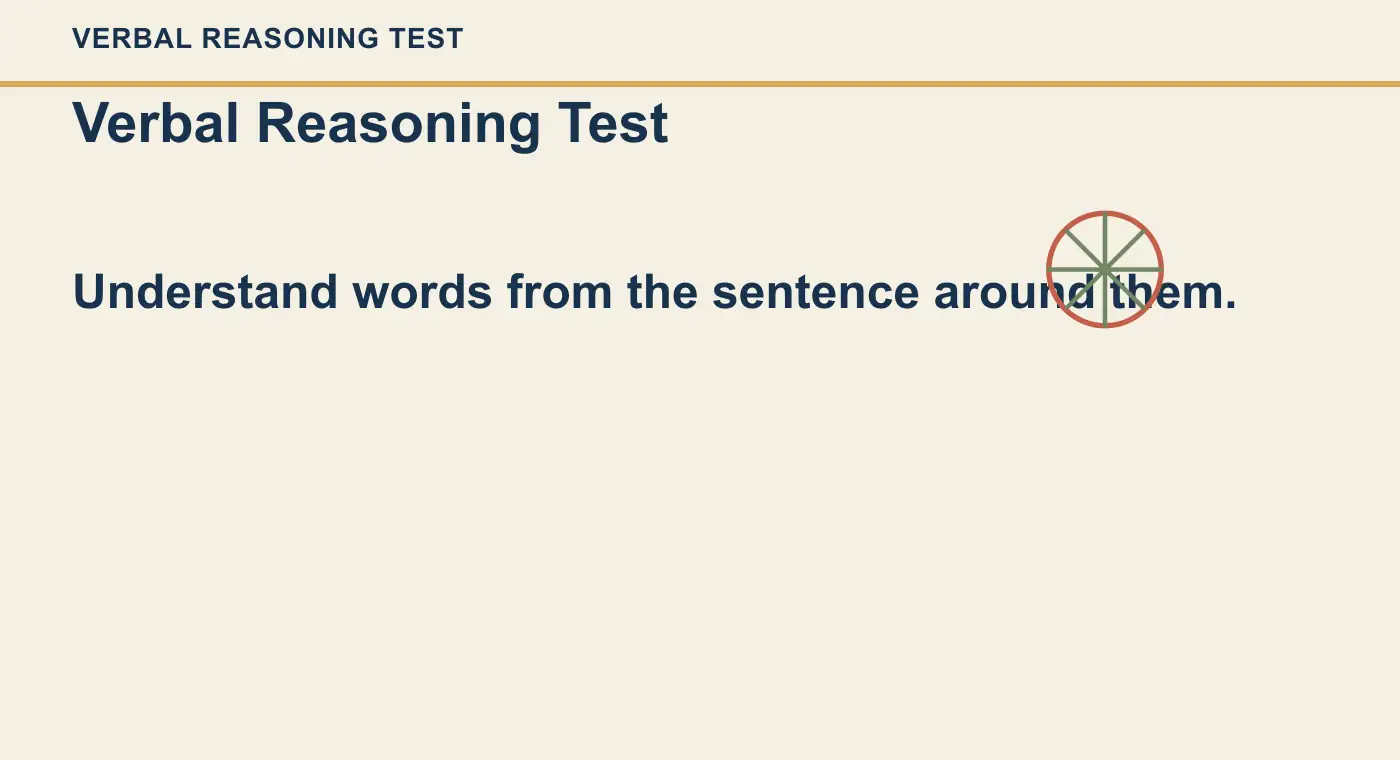 VERBAL REASONING TEST
Verbal Reasoning Test
Understand words from the sentence around them.